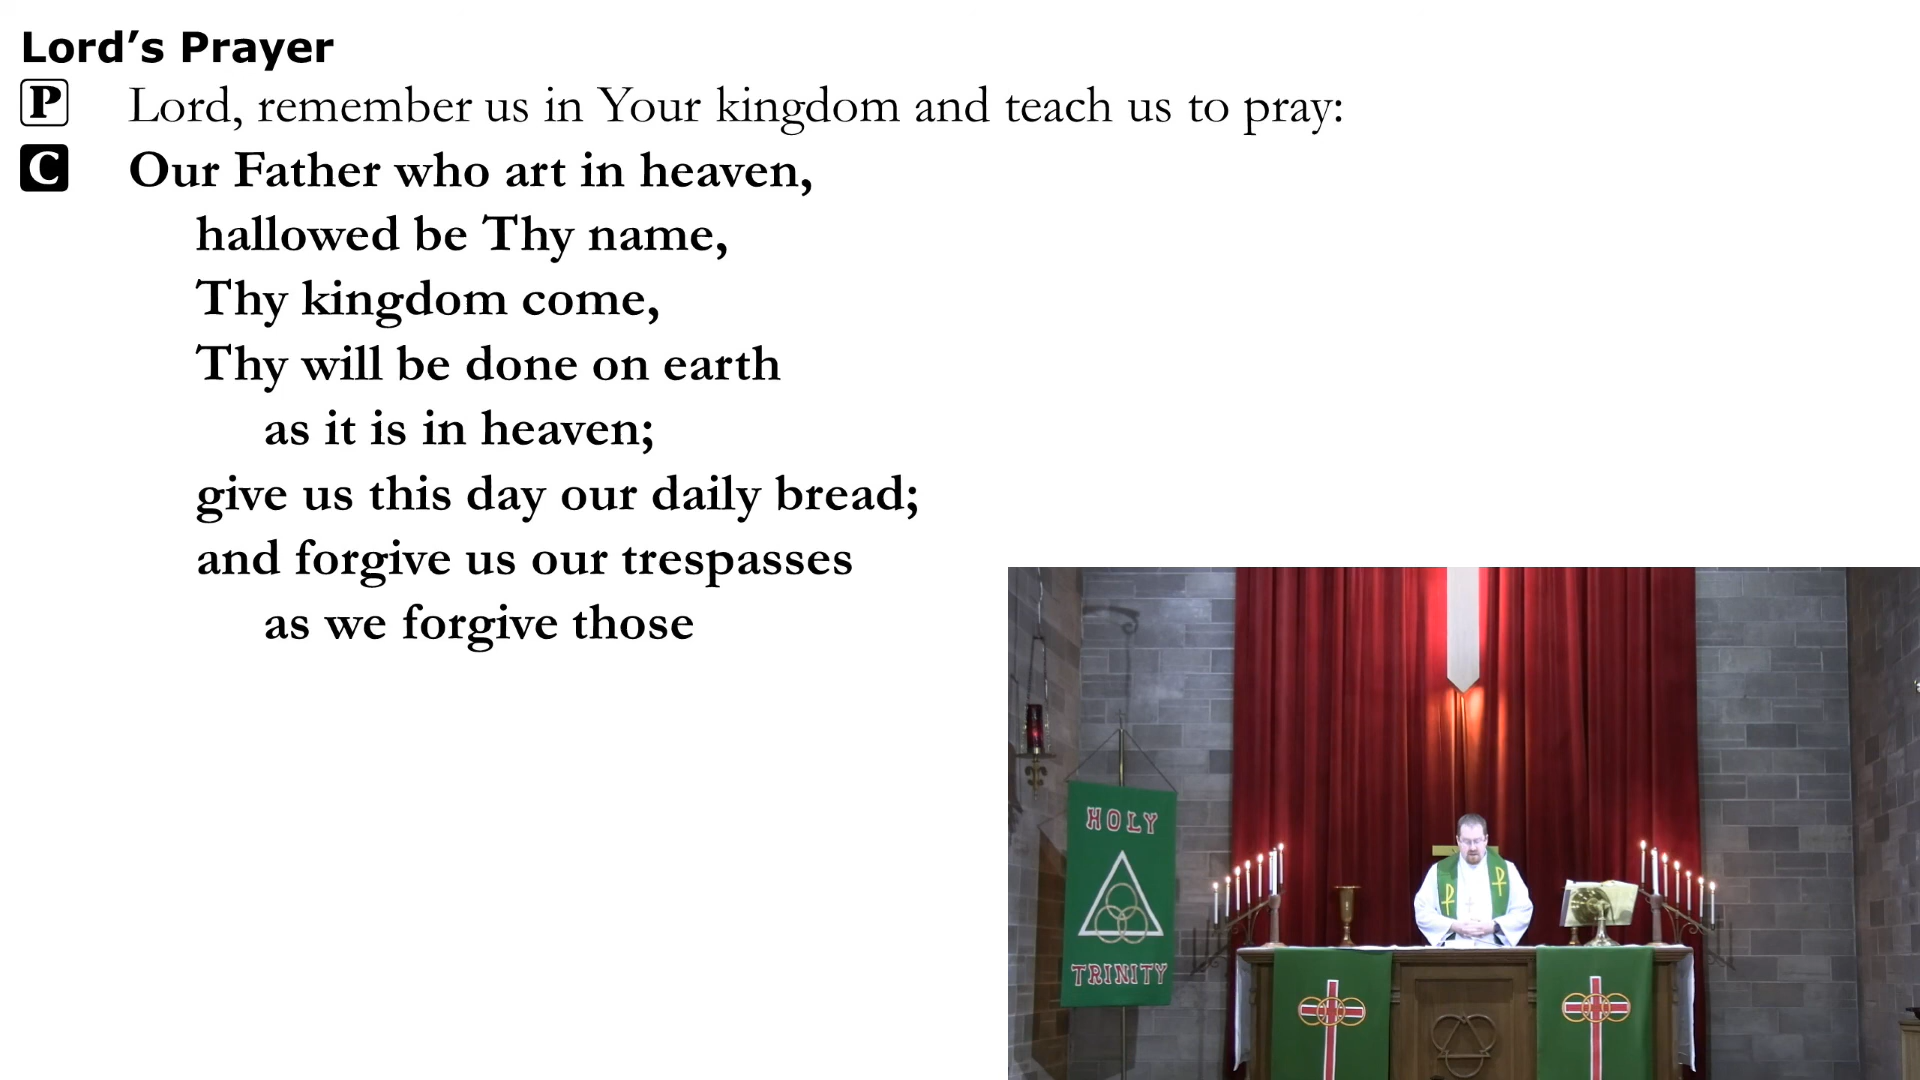 Lord’s Prayer
P Lord, remember us in Your kingdom and teach us to pray:
C Our Father who art in heaven,
hallowed be Thy name,
Thy kingdom come,
Thy will be done on earth
as it is in heaven;
give us this day our daily bread;
and forgive us our trespasses
as we forgive those
HOLY
TRINITY